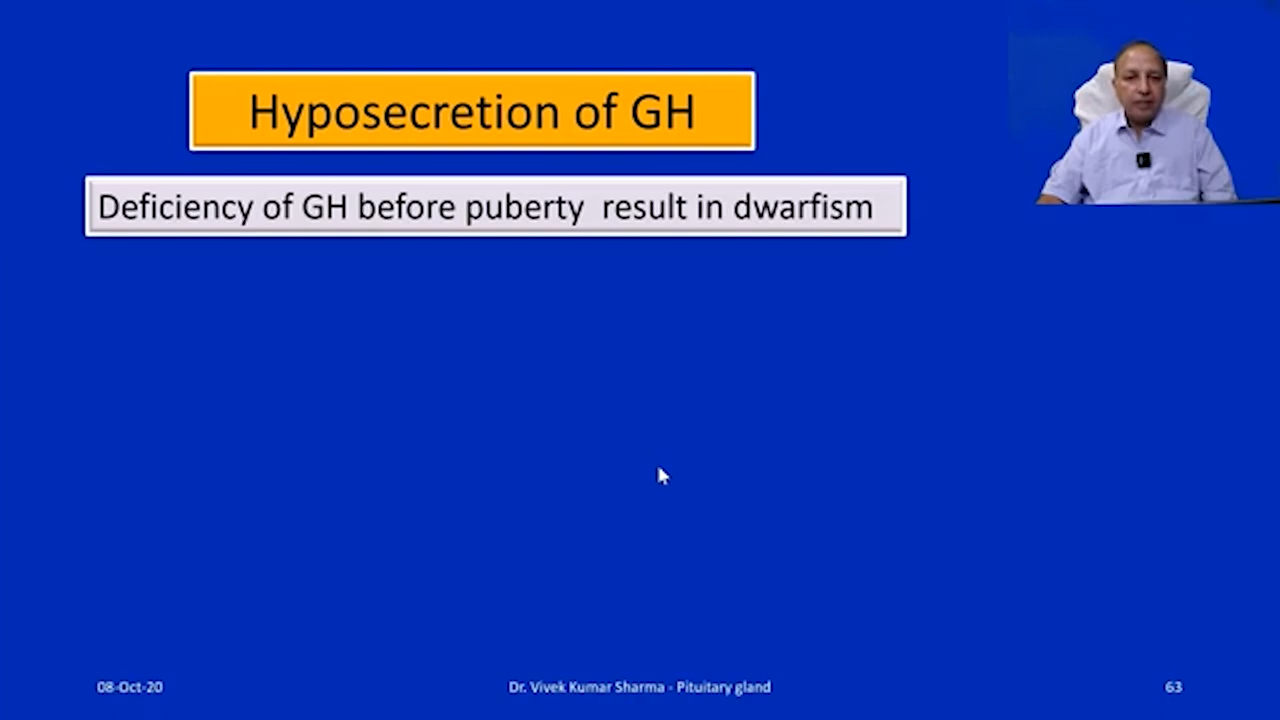 Hyposecretion of GH
Deficiency of GH before puberty result in dwarfism
08-Oct-20
Dr. Vivek Kumar Sharma - Pituitary gland
63